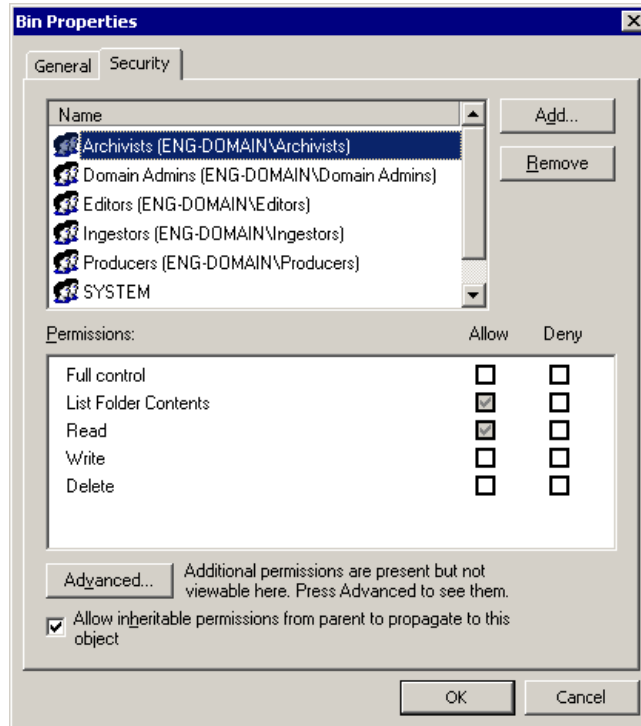 Bin Properties
General Security
Name
Archivists (ENG-DOMAIN\Archivists)
Domain Admins (ENG-DOMAIN\Domain Admins)
Editors (ENG-DOMAIN\Editors)
Ingestors (ENG-DOMAIN\Ingestors)
Producers (ENG-DOMAIN\Producers)
SYSTEM
Add...
Remove
Permissions: Allow Deny
Full control
List Folder Contents
Read
Write
Delete
Advanced...
Additional permissions are present but not
viewable here. Press Advanced to see them.
Allow inheritable permissions from parent to propagate to this
object
OK Cancel